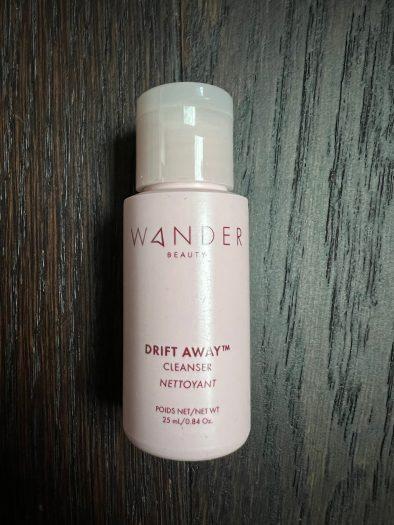 WANDER
BEAUTY
DRIFT AWAY™
CLEANSER
NETTOYANT
POIDS NET/NET WT
25 mL/0.84 Oz.